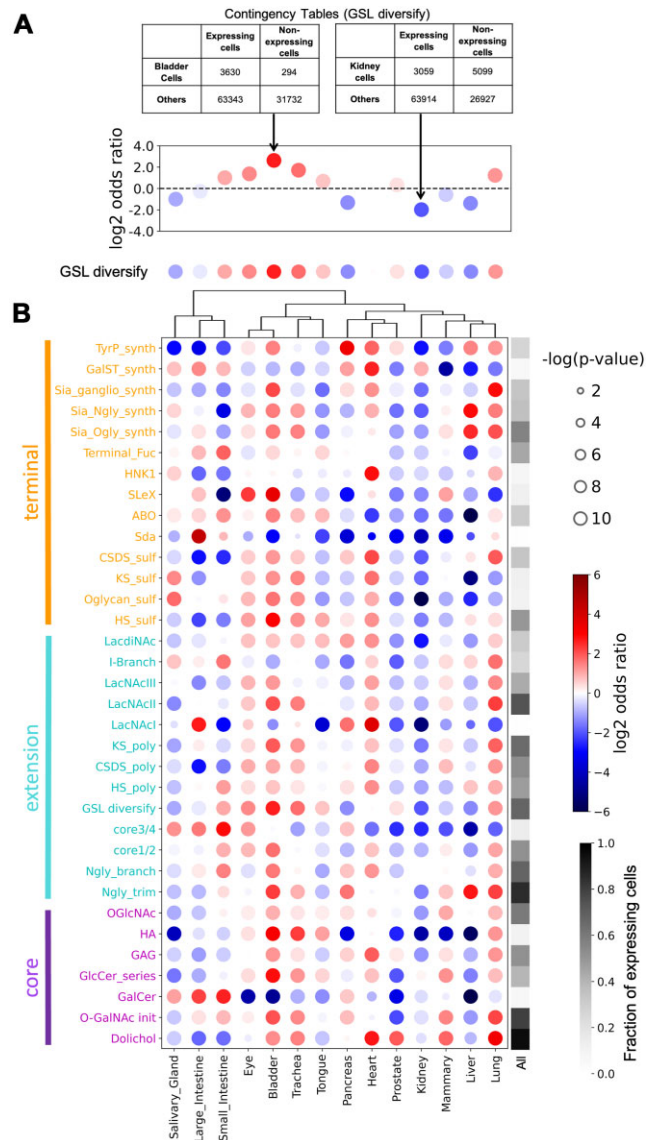 A
Contingency Tables (GSL diversify)
Expressing cells
Non-expressing cells
Bladder Cells
3630
294
Others
63343
31732
Expressing cells
Non-expressing cells
Kidney cells
3059
5099
Others
63914
26927
log2 odds ratio
4.0
2.0
0.0
-2.0
-4.0
GSL diversify
B
terminal
TyrP_synth
GalST_synth
Sia_ganglio_synth
Sia_Ngly_synth
Sia_Ogly_synth
Terminal_Fuc
HNK1
SLeX
ABO
Sda
CSDS_sulf
KS_sulf
Oglycan_sulf
HS_sulf
extension
LacdiNAc
I-Branch
LacNAcIII
LacNAcII
LacNAcI
KS_poly
CSDS_poly
HS_poly
GSL diversify
core3/4
core1/2
Ngly_branch
Ngly_trim
core
OGlcNAc
HA
GAG
GlcCer_series
GalCer
O-GalNAc init
Dolichol
Salivary_Gland
Large_Intestine
Small_Intestine
Eye
Bladder
Trachea
Tongue
Pancreas
Heart
Prostate
Kidney
Mammary
Liver
Lung
All
-log(p-value)
2
4
6
8
10
log2 odds ratio
6
4
2
0
−2
−4
−6
Fraction of expressing cells
1.0
0.8
0.6
0.4
0.2
0.0